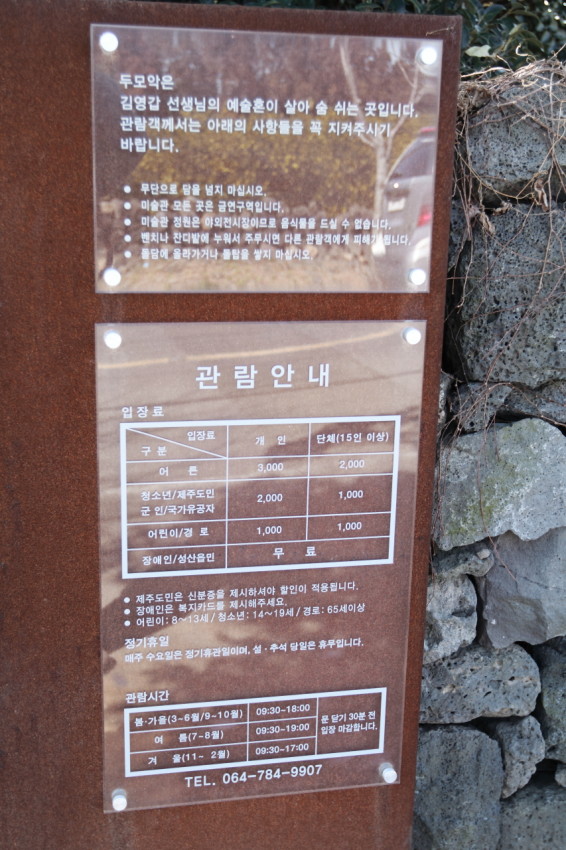 두모악은
김영갑 선생님의 예술혼이 살아 숨 쉬는 곳입니다.
관람객께서는 아래의 사항들을 꼭 지켜주시기
바랍니다.
● 무단으로 담을 넘지 마십시오.
● 미술관 모든 곳은 금연구역입니다.
● 미술관 정원은 야외전시장이므로 음식물을 드실 수 없습니다.
● 벤치나 잔디밭에 누워서 주무시면 다른 관람객에게 피해가 됩니다.
● 돌담에 올라가거나 돌탑을 쌓지 마십시오.
관람안내
입장료
구분 입장료 개인 단체(15인 이상)
어른 3,000 2,000
청소년/제주도민
군인/국가유공자 2,000 1,000
어린이/경로 1,000 1,000
장애인/성산읍민 무료
● 제주도민은 신분증을 제시하셔야 할인이 적용됩니다.
● 장애인은 복지카드를 제시해주세요.
● 어린이: 8~13세 / 청소년: 14~19세 / 경로: 65세이상
정기휴일
매주 수요일은 정기휴관일이며, 설·추석 당일은 휴무입니다.
관람시간
봄·가을(3~6월/9~10월) 09:30-18:00
여름(7~8월) 09:30-19:00
겨울(11~ 2월) 09:30-17:00
문 닫기 30분 전
입장 마감합니다.
TEL. 064-784-9907